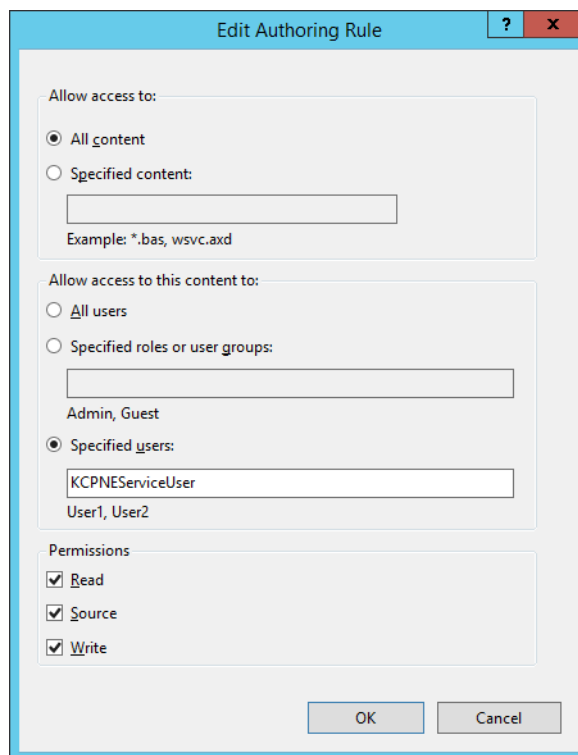 Edit Authoring Rule
?
x
Allow access to:
All content
Specified content:
Example: *.bas, wsvc.axd
Allow access to this content to:
All users
Specified roles or user groups:
Admin, Guest
Specified users:
KCPNEServiceUser
User1, User2
Permissions
Read
Source
Write
OK Cancel